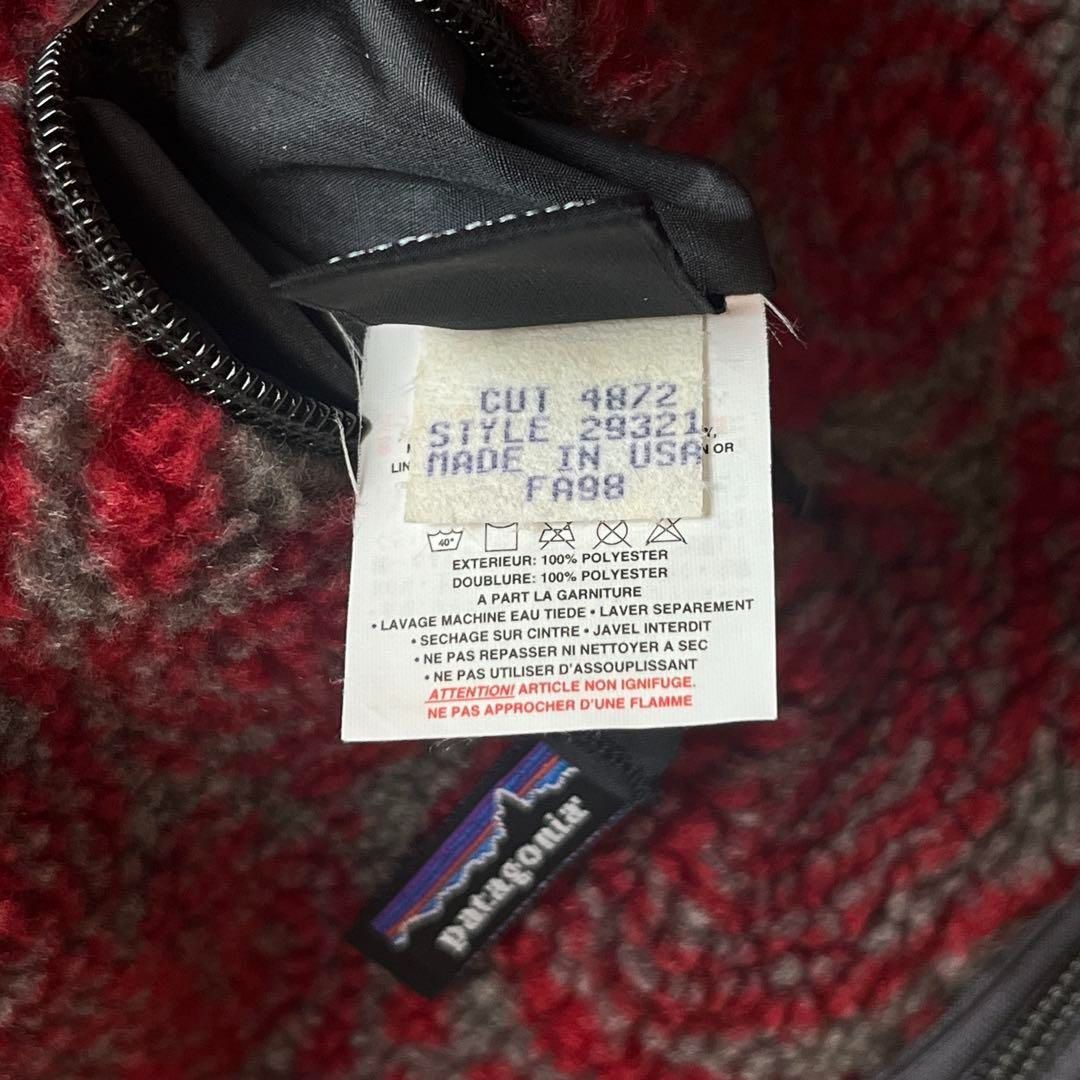 CUT 4872
STYLE 29321
MADE IN USA
FA98
LIN
OR
40°
EXTERIEUR: 100% POLYESTER
DOUBLURE: 100% POLYESTER
A PART LA GARNITURE
• LAVAGE MACHINE EAU TIEDE • LAVER SEPAREMENT
• SECHAGE SUR CINTRE • JAVEL INTERDIT
• NE PAS REPASSER NI NETTOYER A SEC
• NE PAS UTILISER D'ASSOUPLISSANT
ATTENTION! ARTICLE NON IGNIFUGE.
NE PAS APPROCHER D'UNE FLAMME
patagonia